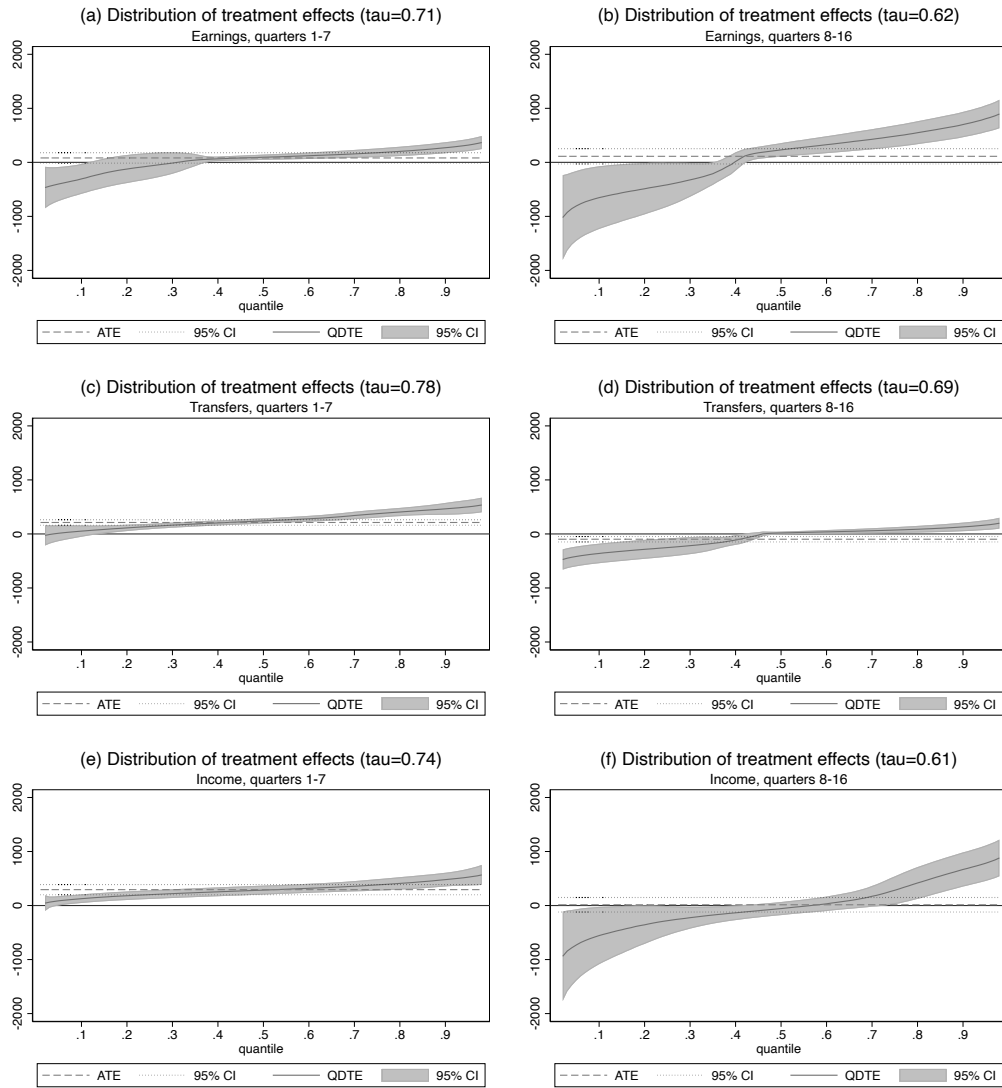 (a) Distribution of treatment effects (tau=0.71)
Earnings, quarters 1-7
2000
1000
0
-1000
-2000
.1 .2 .3 .4 .5 .6 .7 .8 .9
quantile
ATE 95% CI QDTE 95% CI
(b) Distribution of treatment effects (tau=0.62)
Earnings, quarters 8-16
2000
1000
0
-1000
-2000
.1 .2 .3 .4 .5 .6 .7 .8 .9
quantile
ATE 95% CI QDTE 95% CI
(c) Distribution of treatment effects (tau=0.78)
Transfers, quarters 1-7
2000
1000
0
-1000
-2000
.1 .2 .3 .4 .5 .6 .7 .8 .9
quantile
ATE 95% CI QDTE 95% CI
(d) Distribution of treatment effects (tau=0.69)
Transfers, quarters 8-16
2000
1000
0
-1000
-2000
.1 .2 .3 .4 .5 .6 .7 .8 .9
quantile
ATE 95% CI QDTE 95% CI
(e) Distribution of treatment effects (tau=0.74)
Income, quarters 1-7
2000
1000
0
-1000
-2000
.1 .2 .3 .4 .5 .6 .7 .8 .9
quantile
ATE 95% CI QDTE 95% CI
(f) Distribution of treatment effects (tau=0.61)
Income, quarters 8-16
2000
1000
0
-1000
-2000
.1 .2 .3 .4 .5 .6 .7 .8 .9
quantile
ATE 95% CI QDTE 95% CI